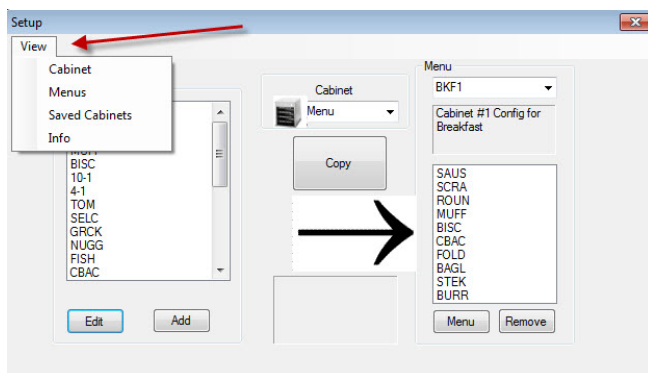 Setup
View
Cabinet
Menus
Saved Cabinets
Info
BISC
10-1
4-1
TOM
SELC
GRCK
NUGG
FISH
CBAC
Edit
Add
Cabinet
Menu
Copy
Menu
BKF1
Cabinet #1 Config for
Breakfast
SAUS
SCRA
ROUN
MUFF
BISC
CBAC
FOLD
BAGL
STEK
BURR
Menu
Remove